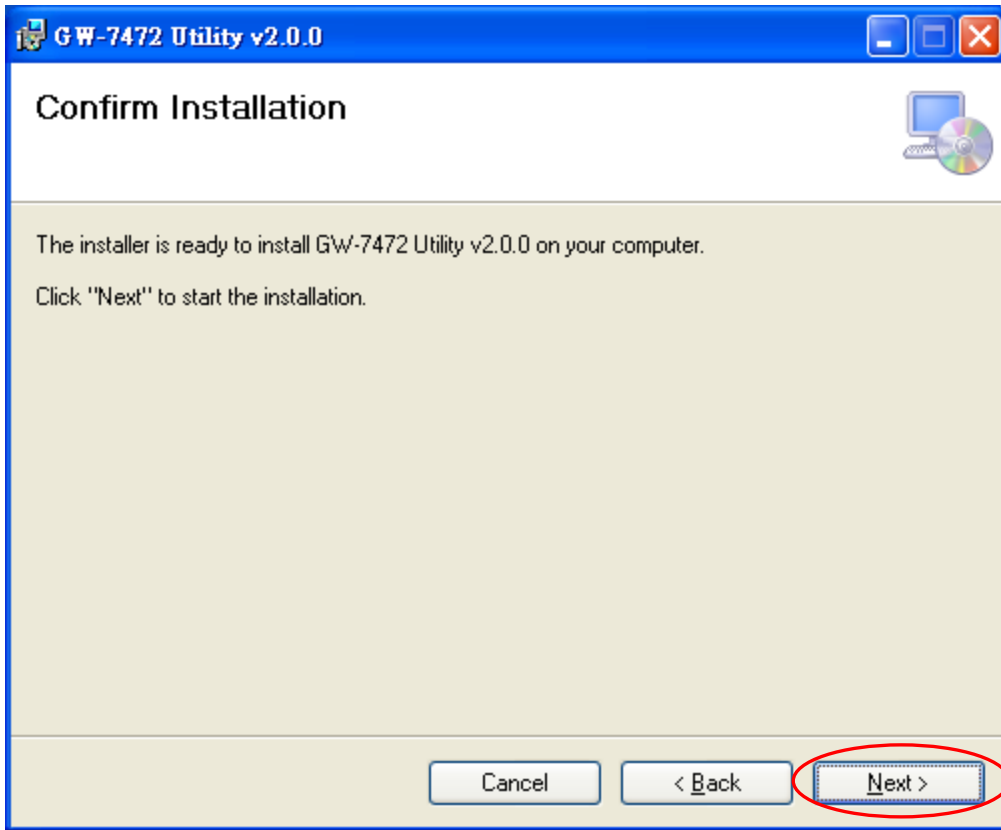 GW-7472 Utility v2.0.0
Confirm Installation
The installer is ready to install GW-7472 Utility v2.0.0 on your computer.
Click "Next" to start the installation.
Cancel
< Back
Next >